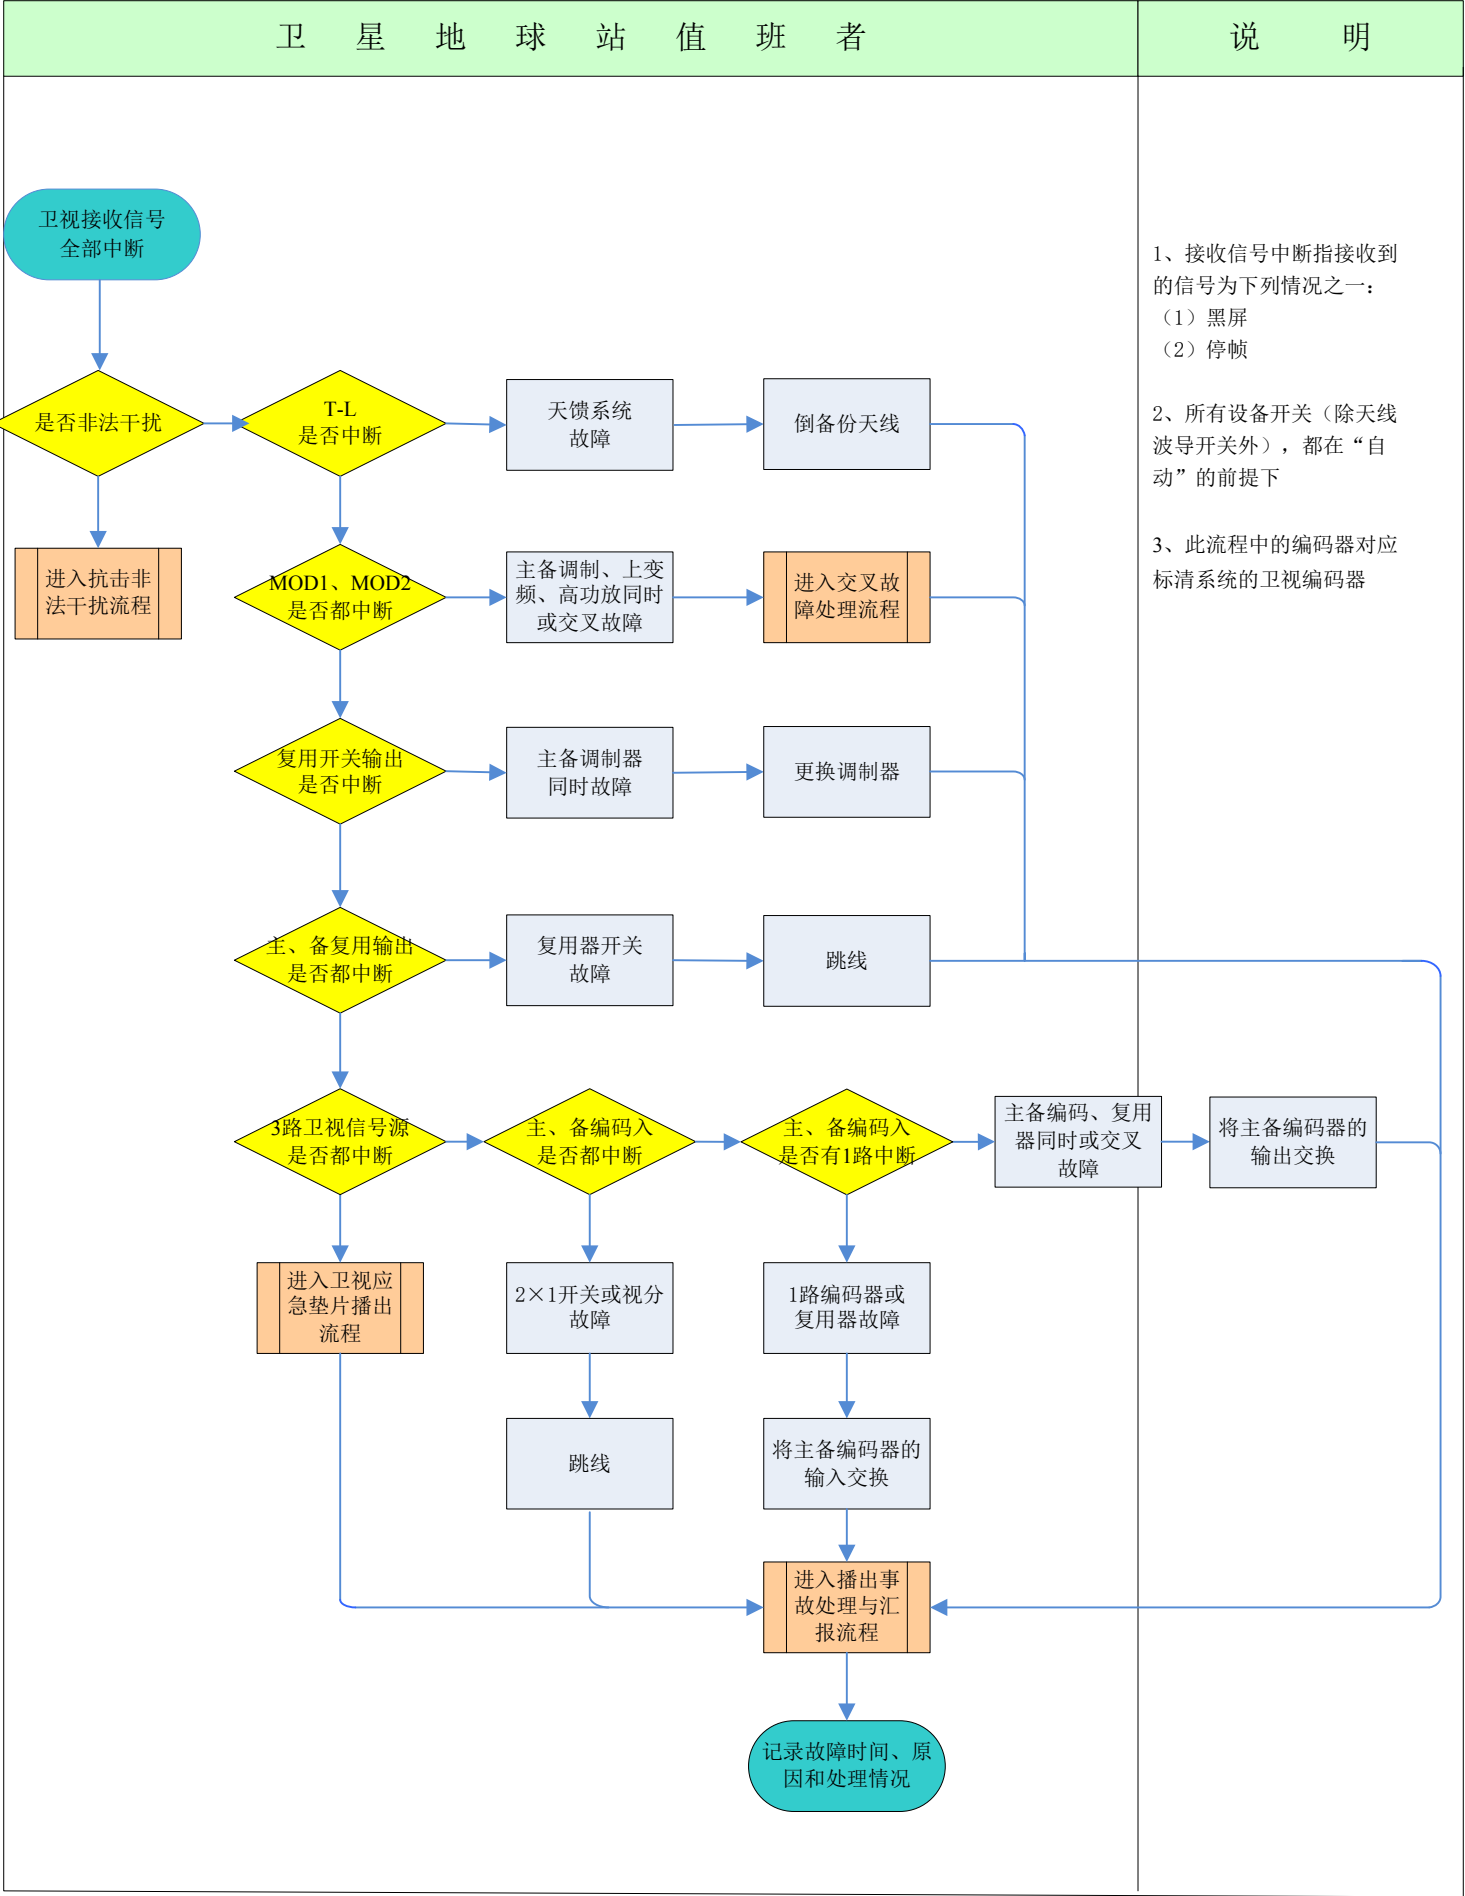 卫星地球站值班者
说明
卫视接收信号
全部中断
1、接收信号中断指接收到
的信号为下列情况之一：
（1）黑屏
（2）停帧
2、所有设备开关（除天线
波导开关外），都在“自
动”的前提下
3、此流程中的编码器对应
标清系统的卫视编码器
是否非法干扰
T-L
是否中断
天馈系统
故障
倒备份天线
进入抗击非
法干扰流程
MOD1、MOD2
是否都中断
主备调制、上变
频、高功放同时
或交叉故障
进入交叉故
障处理流程
复用开关输出
是否中断
主备调制器
同时故障
更换调制器
主、备复用输出
是否都中断
复用器开关
故障
跳线
3路卫视信号源
是否都中断
主、备编码入
是否都中断
主、备编码入
是否有1路中断
主备编码、复用
器同时或交叉
故障
将主备编码器的
输出交换
进入卫视应
急垫片播出
流程
2×1开关或视分
故障
1路编码器或
复用器故障
跳线
将主备编码器的
输入交换
进入播出事
故处理与汇
报流程
记录故障时间、原
因和处理情况